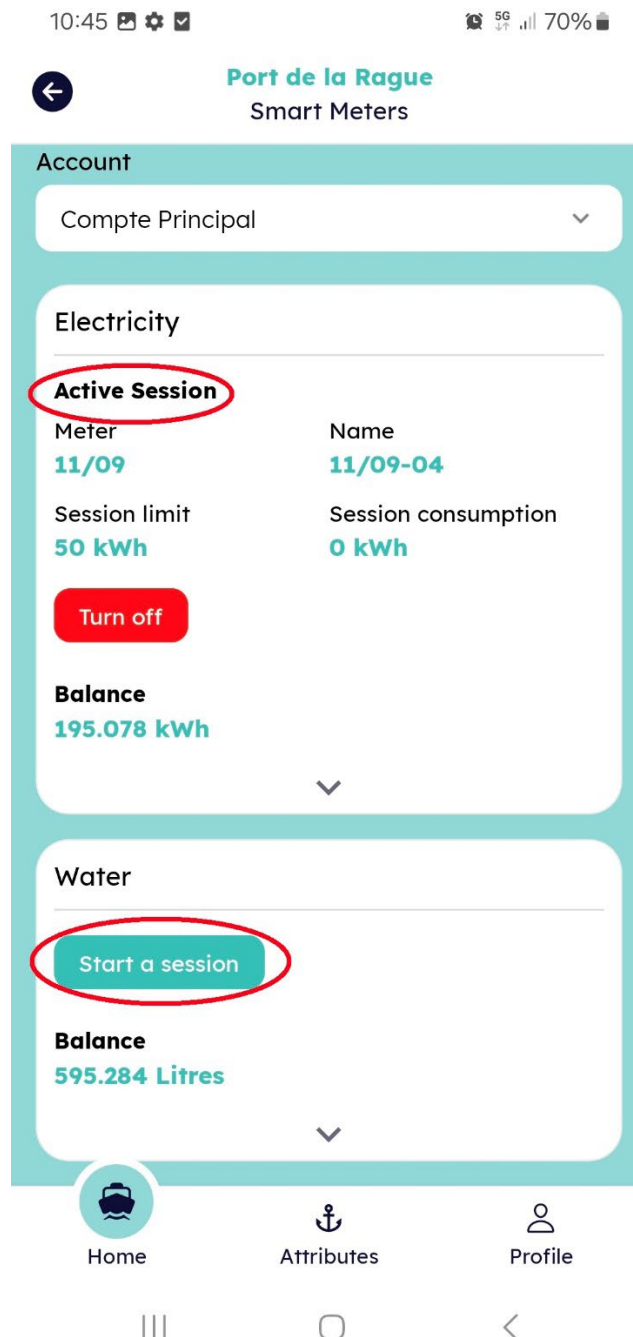 10:45 5G 70%
Port de la Rague
Smart Meters
Account
Compte Principal
Electricity
Active Session
Meter Name
11/09 11/09-04
Session limit Session consumption
50 kWh 0 kWh
Turn off
Balance
195.078 kWh
Water
Start a session
Balance
595.284 Litres
Home Attributes Profile